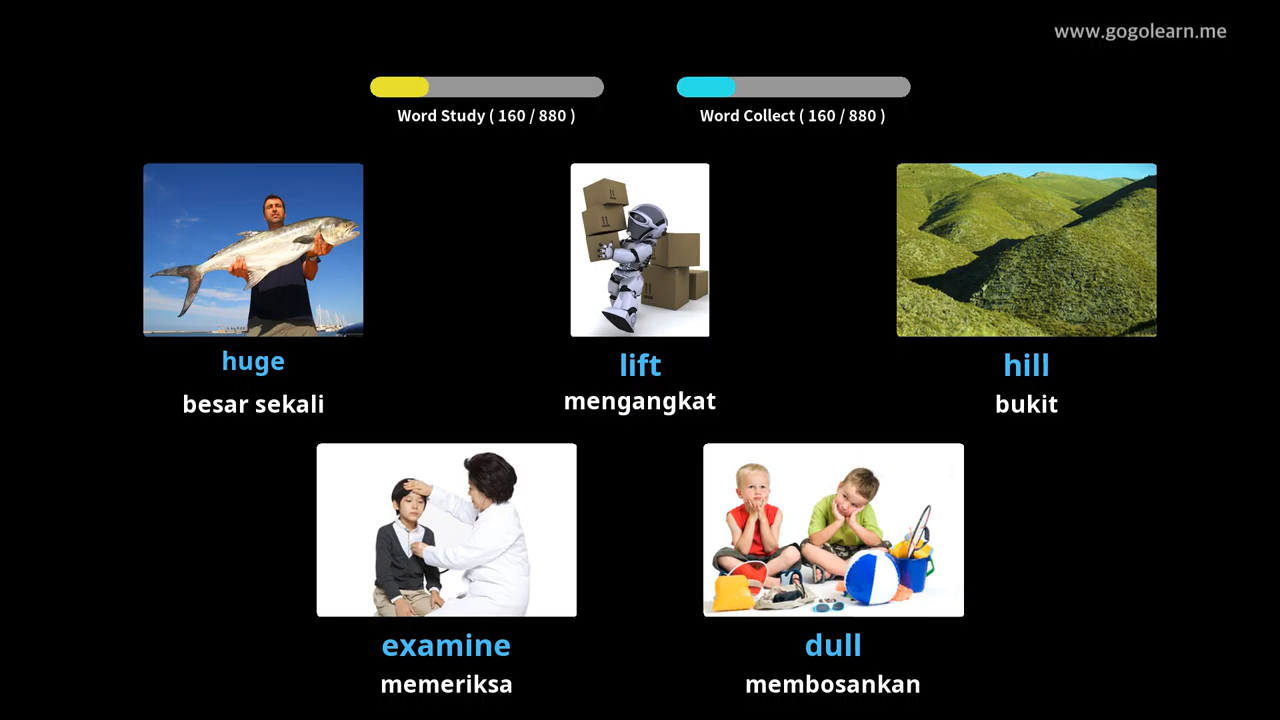 www.gogolearn.me
Word Study ( 160 / 880 )
Word Collect ( 160 / 880 )
huge
besar sekali
lift
mengangkat
hill
bukit
examine
memeriksa
dull
membosankan